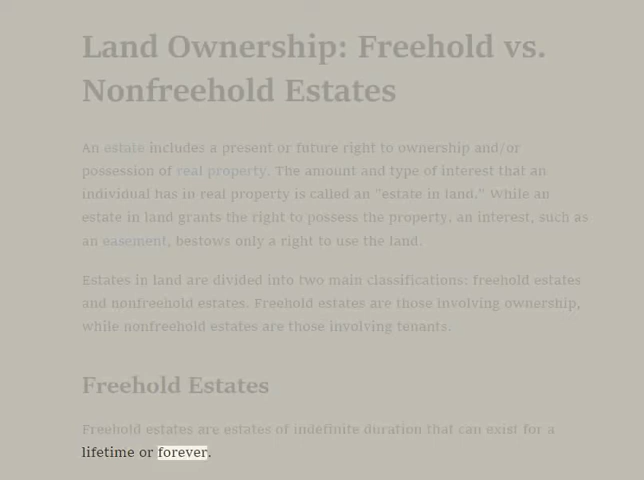 Land Ownership: Freehold vs.
Nonfreehold Estates
An estate includes a present or future right to ownership and/or
possession of real property. The amount and type of interest that an
individual has in real property is called an "estate in land." While an
estate in land grants the right to possess the property, an interest, such as
an easement, bestows only a right to use the land.
Estates in land are divided into two main classifications: freehold estates
and nonfreehold estates. Freehold estates are those involving ownership,
while nonfreehold estates are those involving tenants.
Freehold Estates
Freehold estates are estates of indefinite duration that can exist for a
lifetime or forever.